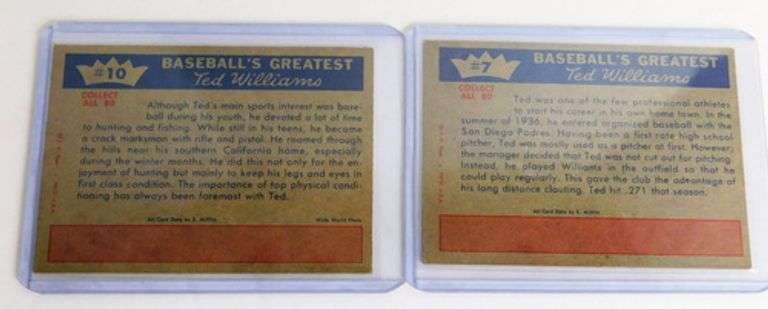 #10
BASEBALL'S GREATEST
Ted Williams
COLLECT
ALL 80
Although Ted's main sports interest was base-
ball during his youth, he devoted a lot of time
to hunting and fishing. While still in his teens, he became
a crack marksman with rifle and pistol. He roamed through
the hills near his southern California home, especially
during the winter months. He did this not only for the en-
joyment of hunting but mainly to keep his legs and eyes in
first class condition. The importance of top physical condi-
tioning has always been foremost with Ted.
All Card Data by E. Mifflin
Wide World Photo
#7
BASEBALL'S GREATEST
Ted Williams
COLLECT
ALL 80
Ted was one of the few professional athletes
to start his career in his own home town. In the
summer of 1936, he entered organized baseball with the
San Diego Padres. Having been a first rate high school
pitcher, Ted was mostly used as a pitcher at first. However,
the manager decided that Ted was not cut out for pitching.
Instead, he played Williams in the outfield so that he
could play regularly. This gave the club the advantage of
his long distance clouting. Ted hit .271 that season.
All Card Data by E. Mifflin